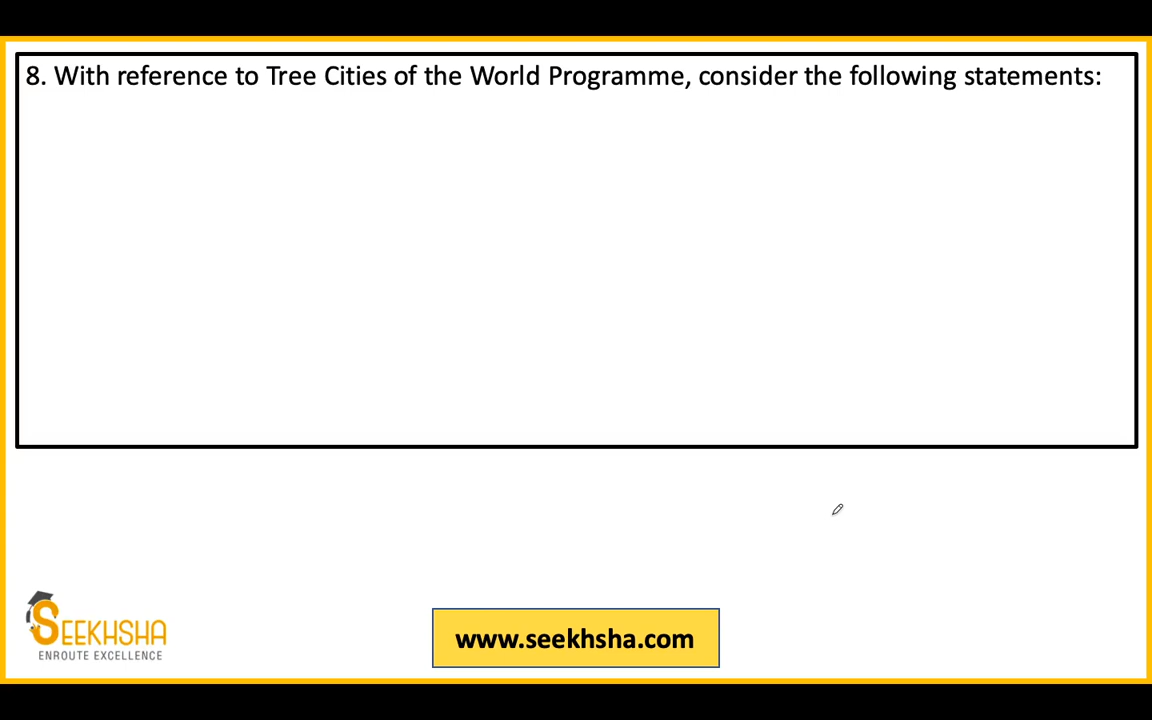 8. With reference to Tree Cities of the World Programme, consider the following statements:
SEEKHSHA
ENROUTE EXCELLENCE
www.seekhsha.com